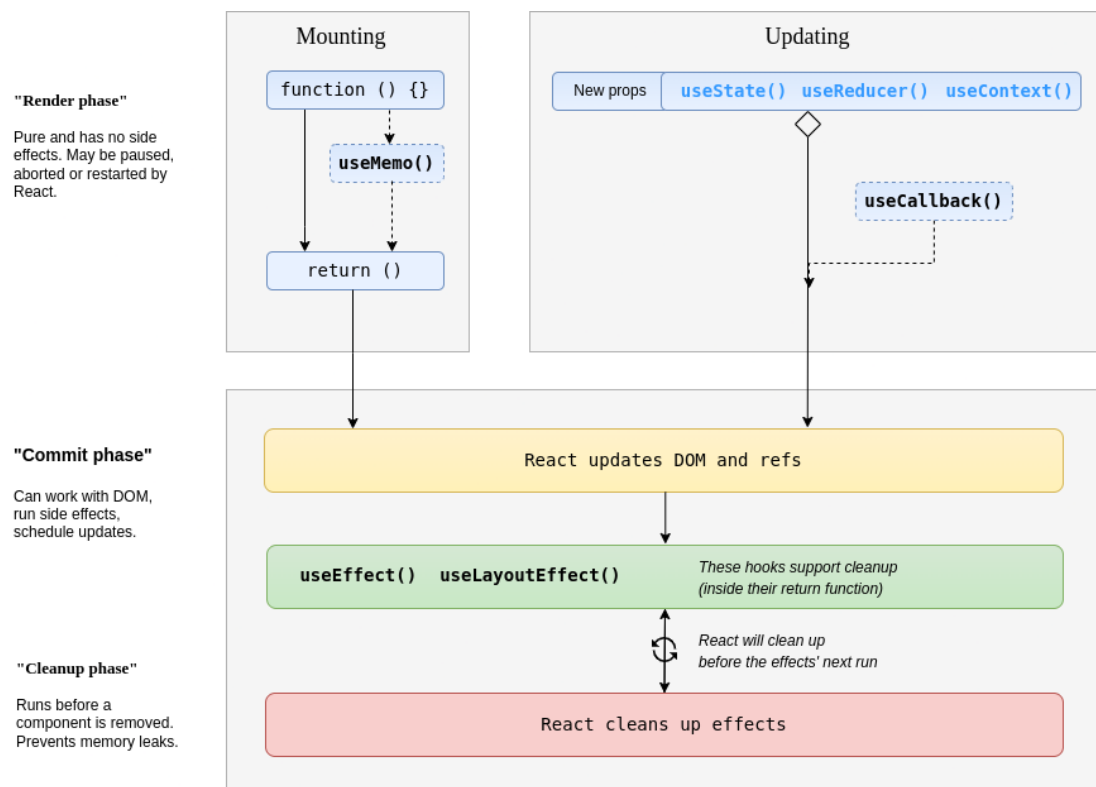 Mounting
Updating
"Render phase"
Pure and has no side
effects. May be paused,
aborted or restarted by
React.
function () {}
useMemo()
return ()
New props
useState() useReducer() useContext()
useCallback()
"Commit phase"
Can work with DOM,
run side effects,
schedule updates.
React updates DOM and refs
useEffect() useLayoutEffect()
These hooks support cleanup
(inside their return function)
React will clean up
before the effects' next run
"Cleanup phase"
Runs before a
component is removed.
Prevents memory leaks.
React cleans up effects